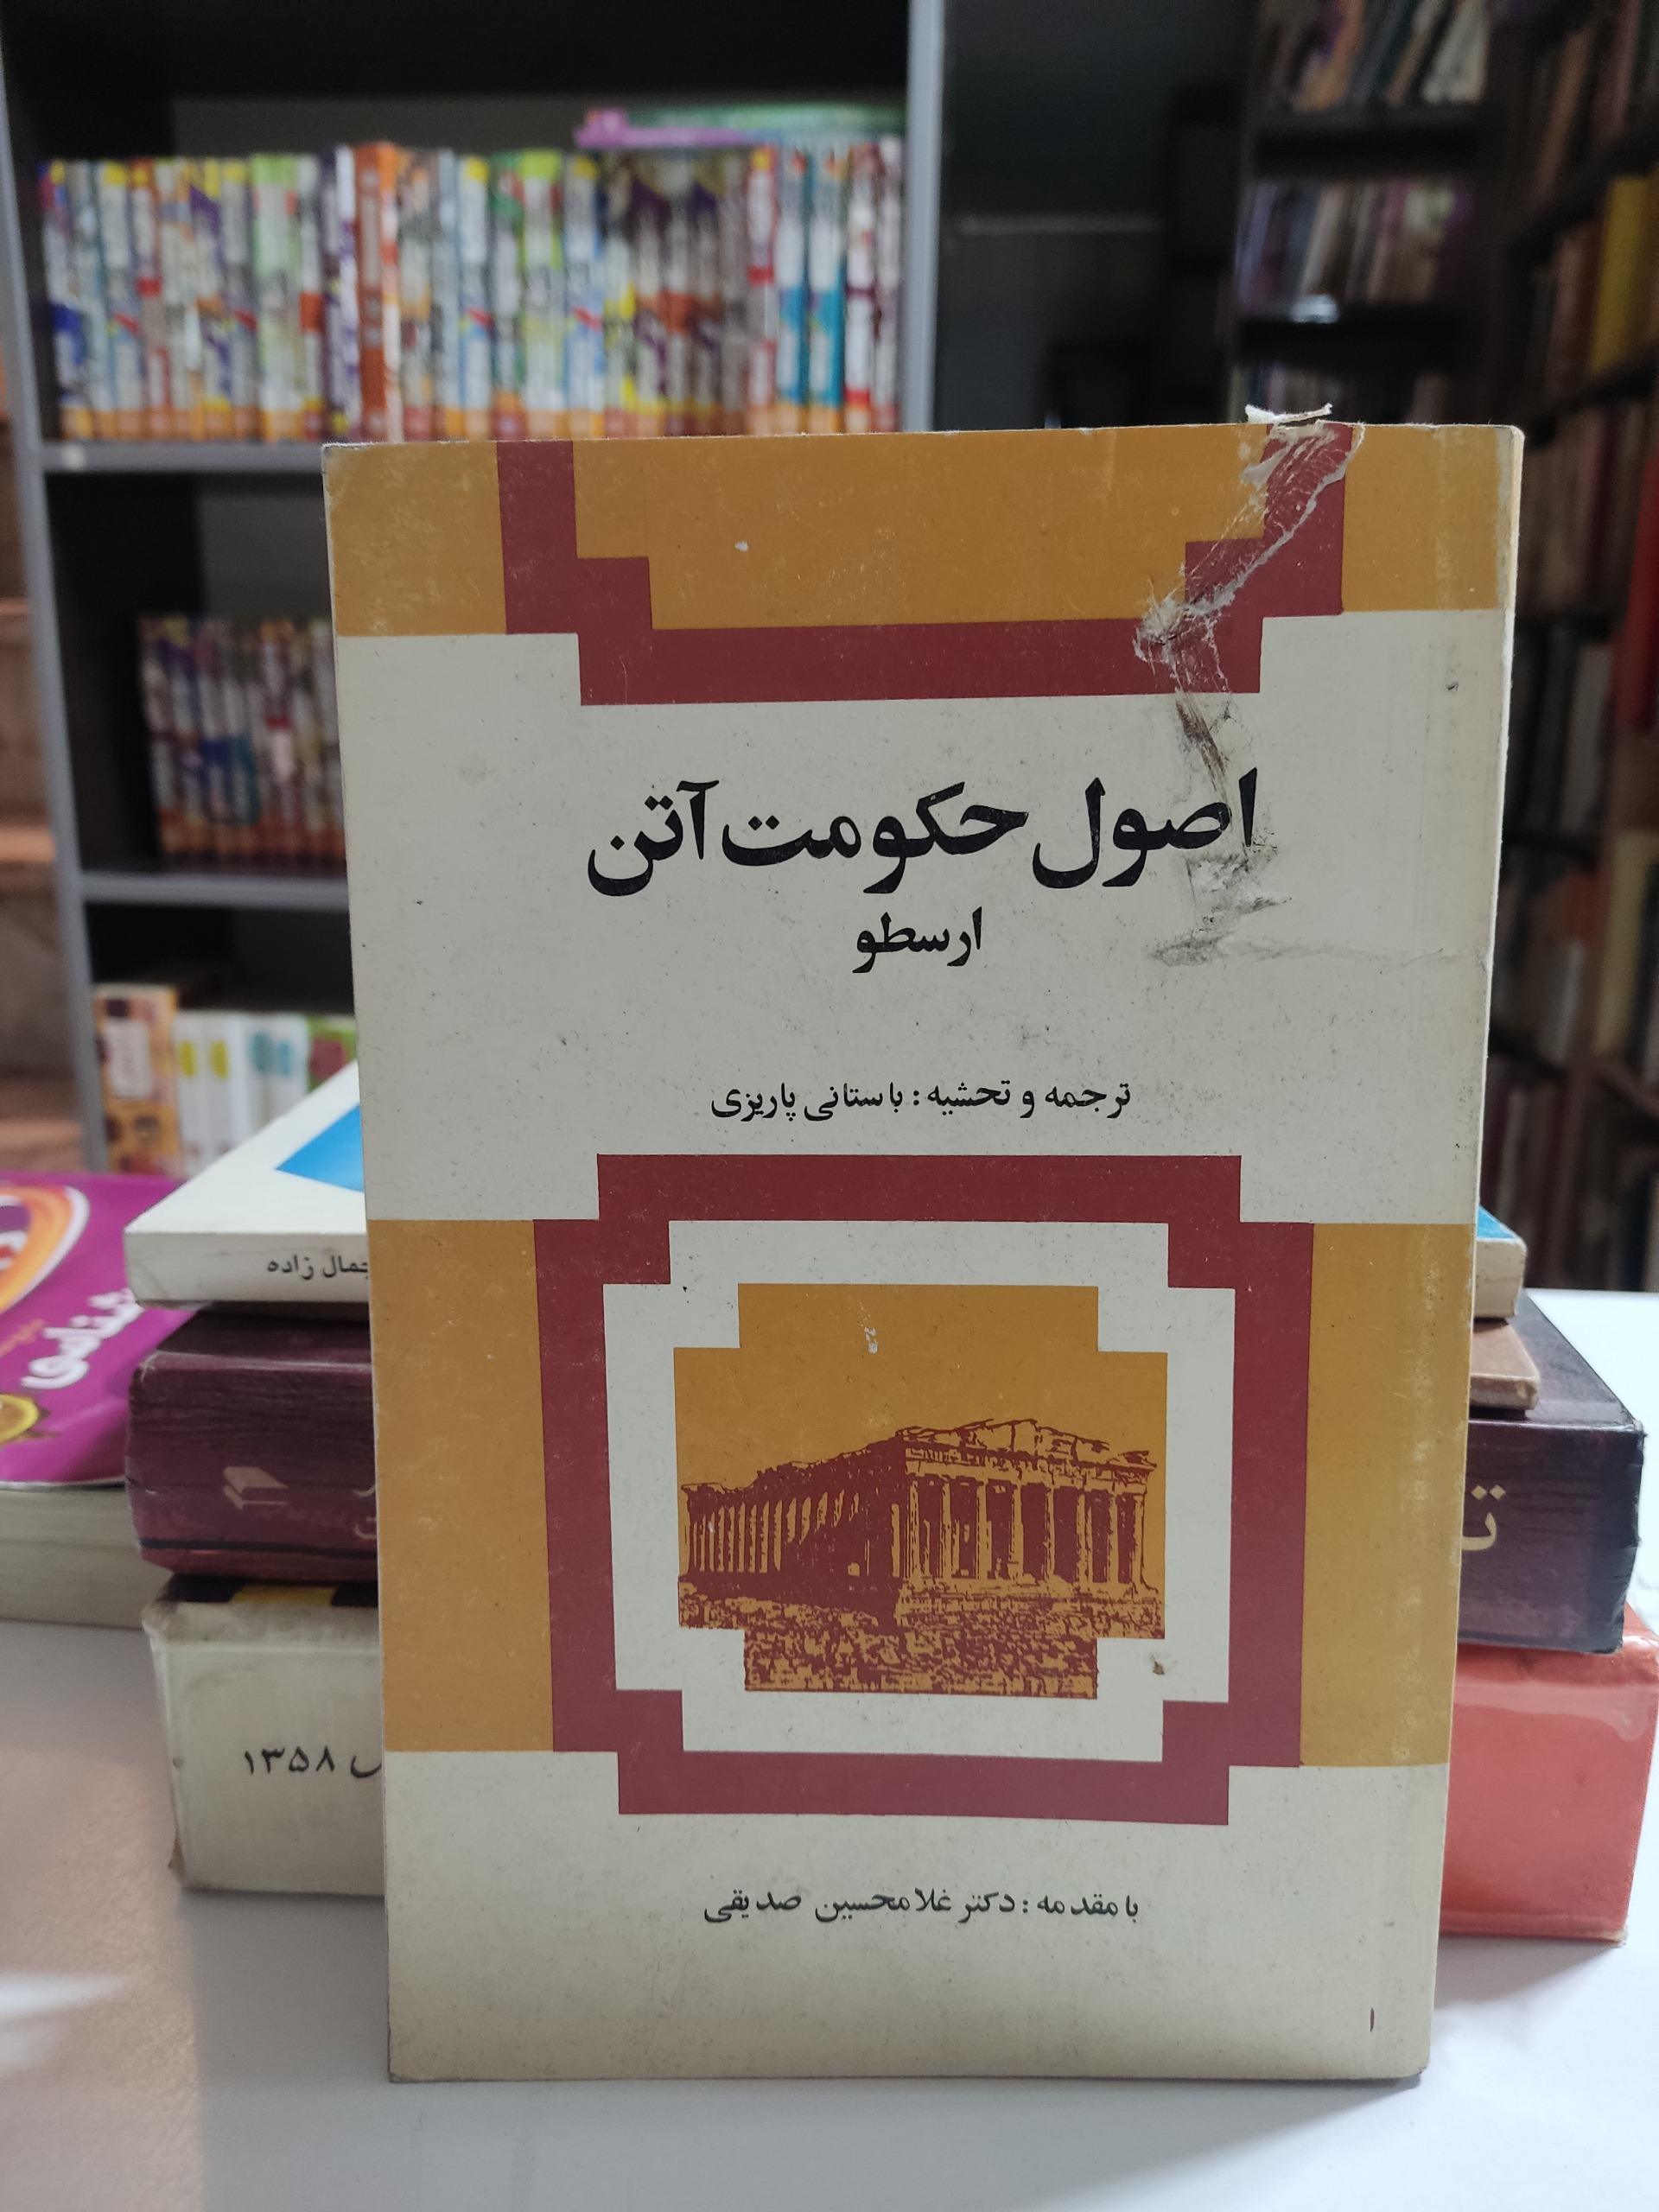 اصول حکومت آتن
ارسطو
ترجمه و تحشیه : باستانی پاریزی
با مقدمه : دکتر غلامحسین صدیقی
جمال زاده
۱۳۵۸